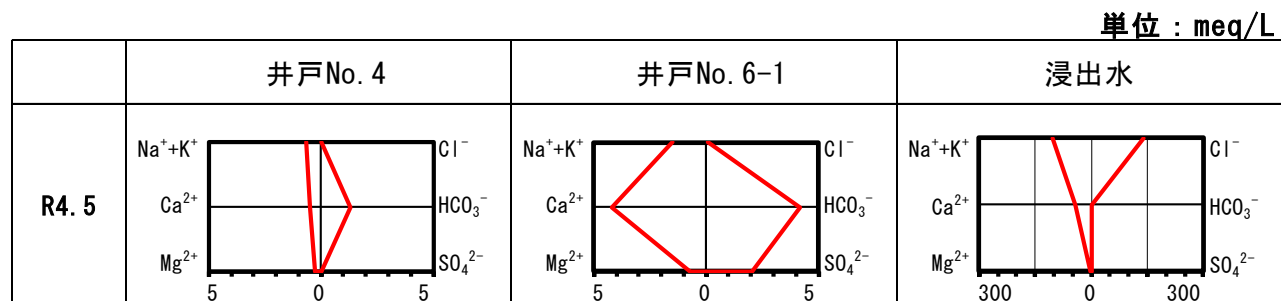 単位：meq/L
井戸No.4 井戸No.6-1 浸出水
R4.5
Na⁺+K⁺ Cl⁻ Na⁺+K⁺ Cl⁻ Na⁺+K⁺ Cl⁻
Ca²⁺ HCO₃⁻ Ca²⁺ HCO₃⁻ Ca²⁺ HCO₃⁻
Mg²⁺ SO₄²⁻ Mg²⁺ SO₄²⁻ Mg²⁺ SO₄²⁻
5 0 5 5 0 5 300 0 300